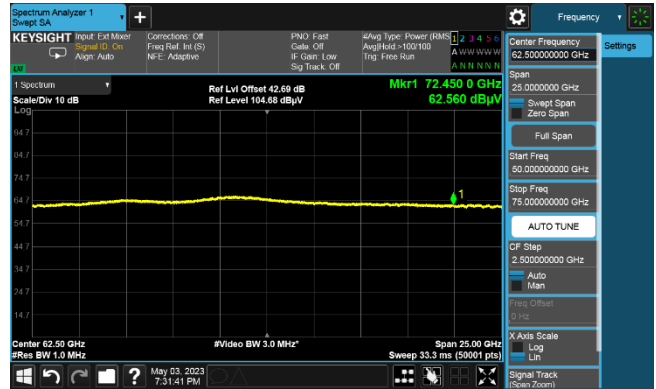 Spectrum Analyzer 1
Swept SA
Frequency
KEYSIGHT
Input: Ext Mixer
Signal ID: On
Align: Auto
Corrections: Off
Freq Ref: Int (S)
NFE: Adaptive
PNO: Fast
Gate: Off
IF Gain: Low
Sig Track: Off
#Avg Type: Power (RMS
Avg|Hold:>100/100
Trig: Free Run
1 2 3 4 5 6
A W W W W W
A N N N N N
1 Spectrum
Scale/Div 10 dB
Log
Ref Lvl Offset 42.69 dB
Ref Level 104.68 dBµV
Mkr1 72.450 0 GHz
62.560 dBµV
94.7
84.7
74.7
64.7
54.7
44.7
34.7
24.7
14.7
1
Center 62.50 GHz
#Res BW 1.0 MHz
#Video BW 3.0 MHz*
Span 25.00 GHz
Sweep 33.3 ms (50001 pts)
May 03, 2023
7:31:41 PM
Center Frequency
62.500000000 GHz
Settings
Span
25.0000000 GHz
Swept Span
Zero Span
Full Span
Start Freq
50.000000000 GHz
Stop Freq
75.000000000 GHz
AUTO TUNE
CF Step
2.500000000 GHz
Auto
Man
Freq Offset
0 Hz
X Axis Scale
Log
Lin
Signal Track
(Span Zoom)